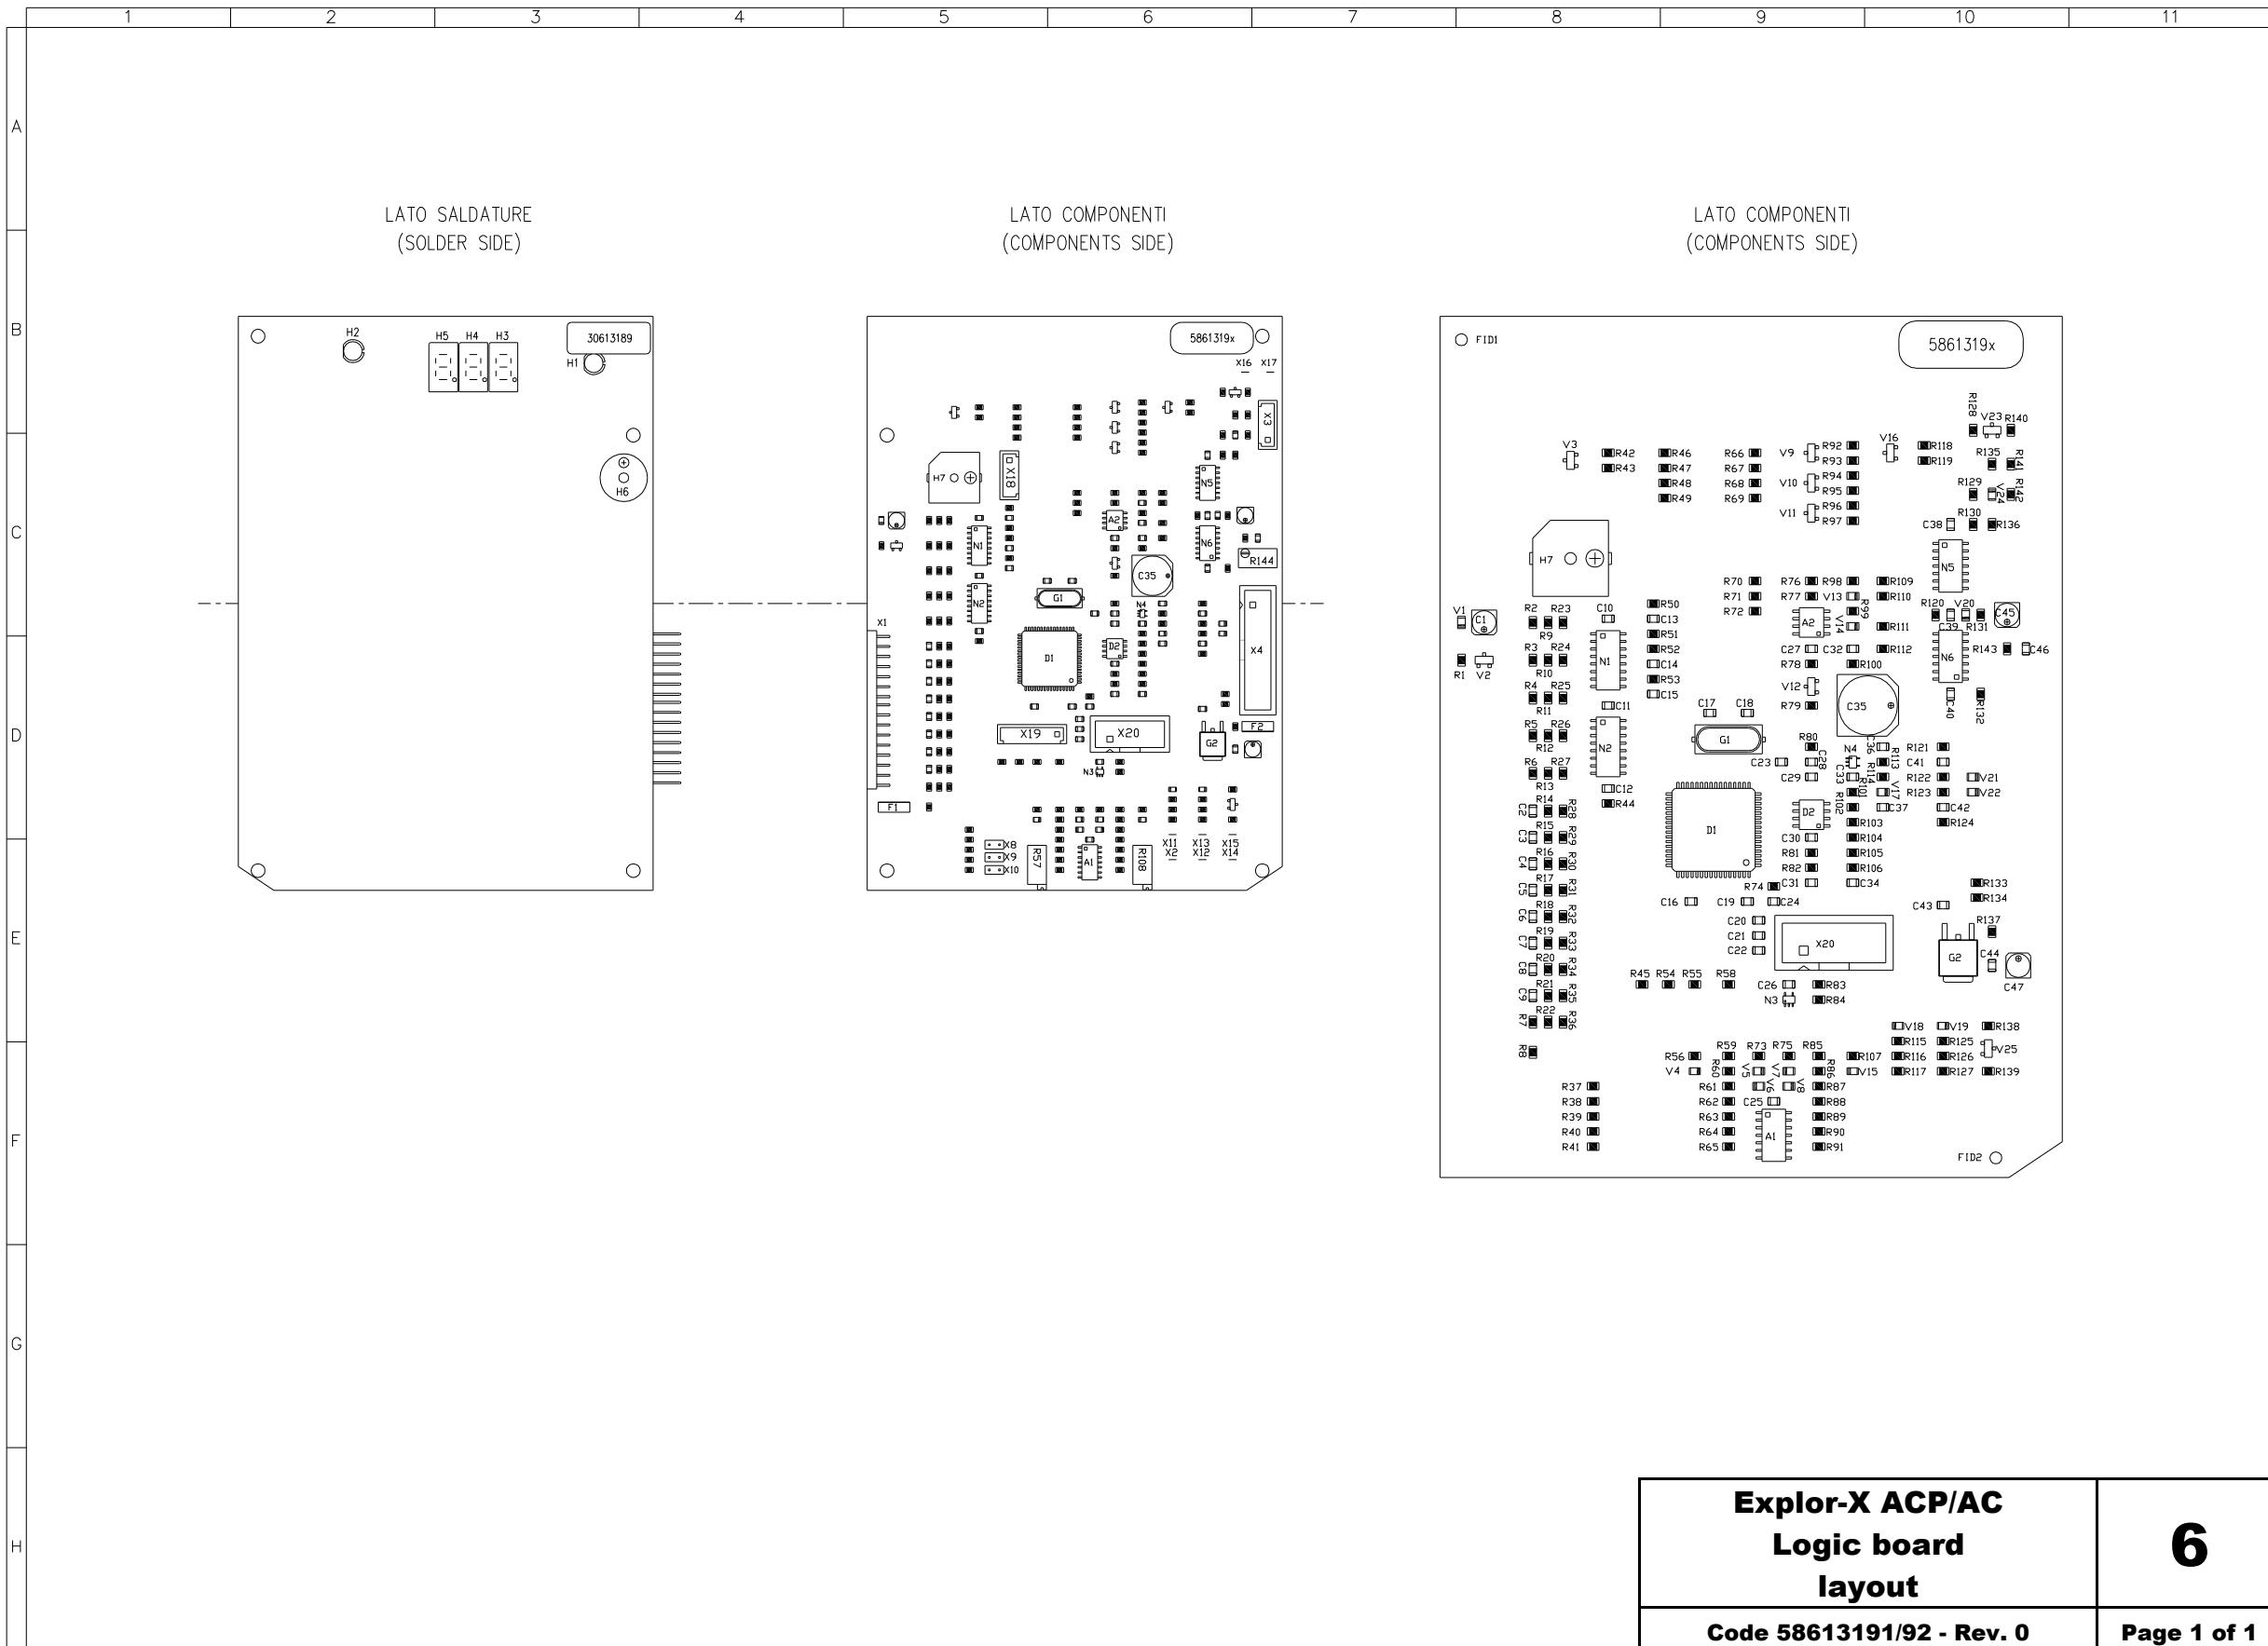 1 2 3 4 5 6 7 8 9 10 11
A
B
C
D
E
F
G
H
LATO SALDATURE
(SOLDER SIDE)
H2
H5 H4 H3
30613189
H1
H6
LATO COMPONENTI
(COMPONENTS SIDE)
5861319x
X16 X17
X3
H7
X18
N5
A2
N1
N6
R144
C35
G1
N2
N4
X1
D1
D2
X4
X19
X20
F2
G2
N3
F1
X8
X9
X10
R57
A1
R108
X11 X13 X15
X2 X12 X14
LATO COMPONENTI
(COMPONENTS SIDE)
FID1
5861319x
R128
V23 R140
V3
R42
R43
R46
R47
R48
R49
R66
R67
R68
R69
V9
V10
V11
R92
R93
R94
R95
R96
R97
V16
R118
R119
R135
R141
R129
V24
R142
R130
C38
R136
H7
N5
R70
R71
R72
R76
R77
R98
V13
R99
R109
R110
A2
V14
R111
R112
R120
V20
C39
R131
C45
V1
C1
R1
V2
R2 R23
R9
R3 R24
R10
R4 R25
R11
R5 R26
R12
R6 R27
R13
C10
N1
R50
C13
R51
R52
C14
R53
C15
C27
C32
R78
R100
V12
R79
C35
N6
R143
C46
C40
R132
C11
N2
C12
R44
C17 C18
G1
R80
C23
C28
C29
N4
C36
C33
R113
R114
R101
R102
V17
C37
R121
C41
R122
R123
V21
V22
C42
R124
D1
D2
R103
R104
R105
R106
C30
R81
R82
C31
C34
C2
R14
R28
C3
R15
R29
C4
R16
R30
C5
R17
R31
C6
R18
R32
C7
R19
R33
C8
R20
R34
C9
R21
R35
R7
R22
R36
R8
R74
C16
C19
C24
C20
C21
C22
X20
R133
R134
C43
R137
G2
C44
C47
R45 R54 R55 R58
C26
R83
N3
R84
V18
V19
R138
R115
R125
V25
R116
R126
R117
R127
R139
R56
V4
R59
R60
R73
V5
R75
V7
R85
R86
R107
V15
R37
R38
R39
R40
R41
R61
R62
R63
R64
R65
V6
V8
C25
A1
R87
R88
R89
R90
R91
FID2
Explor-X ACP/AC
Logic board
layout
6
Code 58613191/92 - Rev. 0
Page 1 of 1